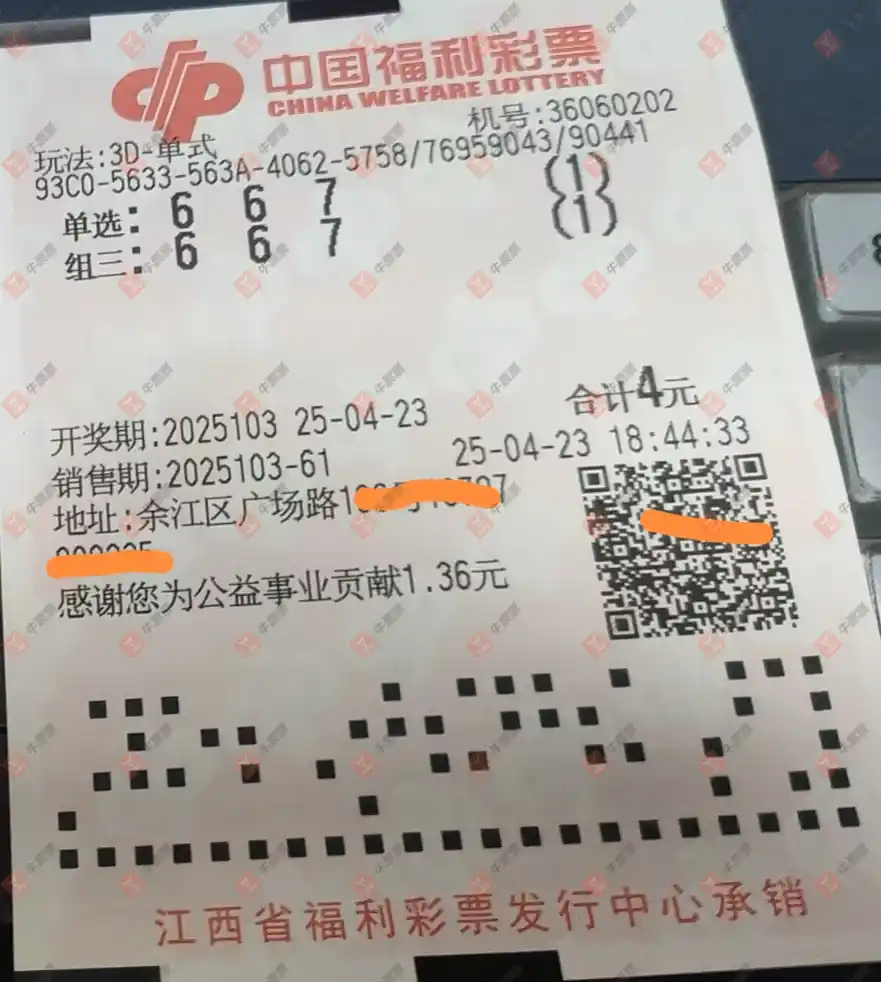 中国福利彩票
CHINA WELFARE LOTTERY
机号:36060202
玩法:3D-单式
93C0-5633-563A-4062-5758/76959043/90441
单选: 6 6 7 (1)
组三: 6 6 7 (1)
合计4元
开奖期:2025103 25-04-23
销售期:2025103-61 25-04-23 18:44:33
地址:余江区广场路1
感谢您为公益事业贡献1.36元
江西省福利彩票发行中心承销
牛票票